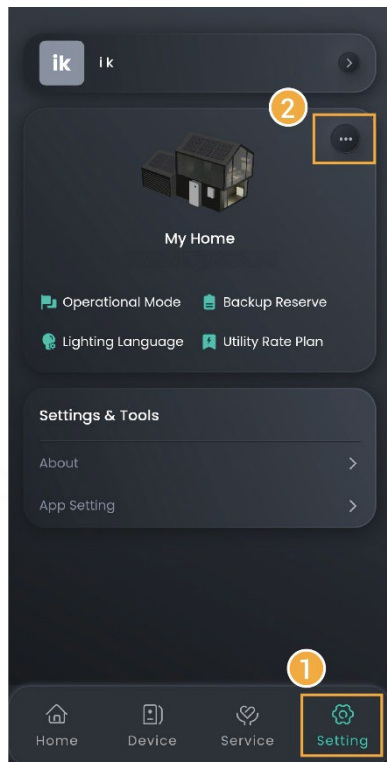 ik i k
2
My Home
Operational Mode Backup Reserve
Lighting Language Utility Rate Plan
Settings & Tools
About
App Setting
1
Home Device Service Setting